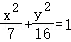 x²/7 + y²/16 = 1